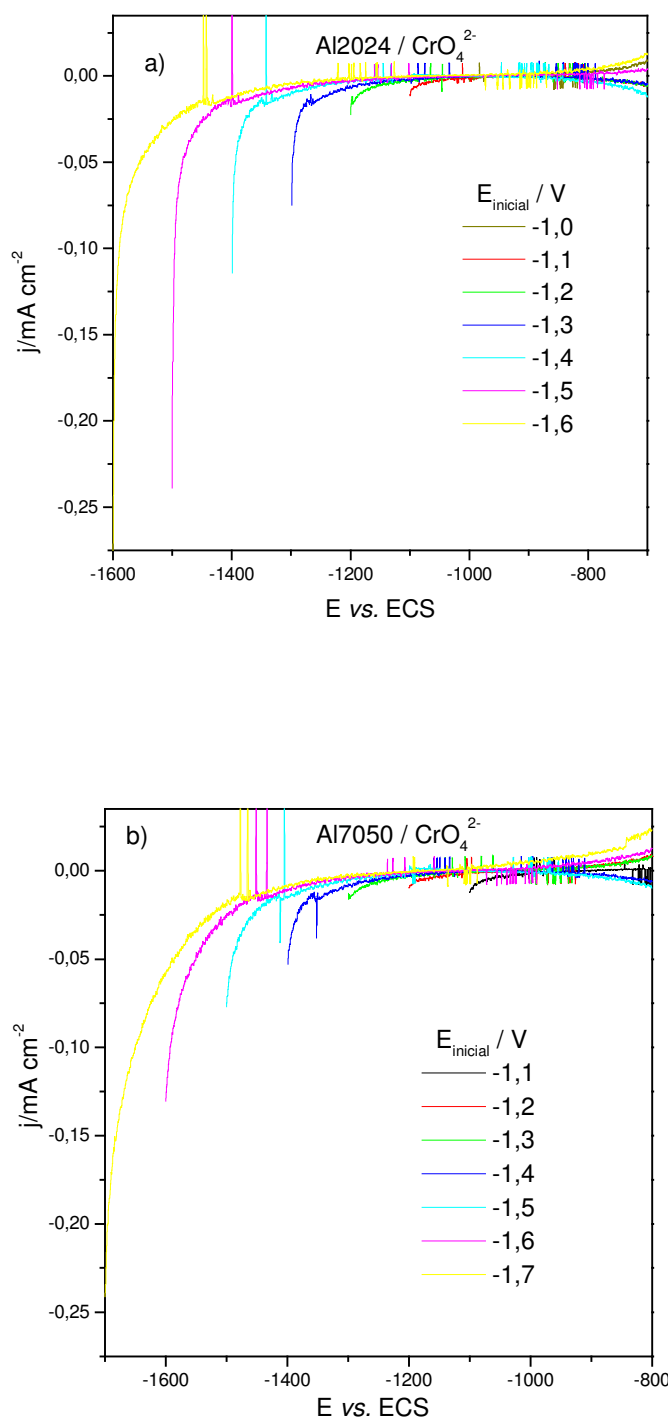 a)
Al2024 / CrO₄²⁻
0,00
-0,05
-0,10
-0,15
-0,20
-0,25
j/mA cm⁻²
E_inicial / V
-1,0
-1,1
-1,2
-1,3
-1,4
-1,5
-1,6
-1600 -1400 -1200 -1000 -800
E vs. ECS
b)
Al7050 / CrO₄²⁻
0,00
-0,05
-0,10
-0,15
-0,20
-0,25
j/mA cm⁻²
E_inicial / V
-1,1
-1,2
-1,3
-1,4
-1,5
-1,6
-1,7
-1600 -1400 -1200 -1000 -800
E vs. ECS